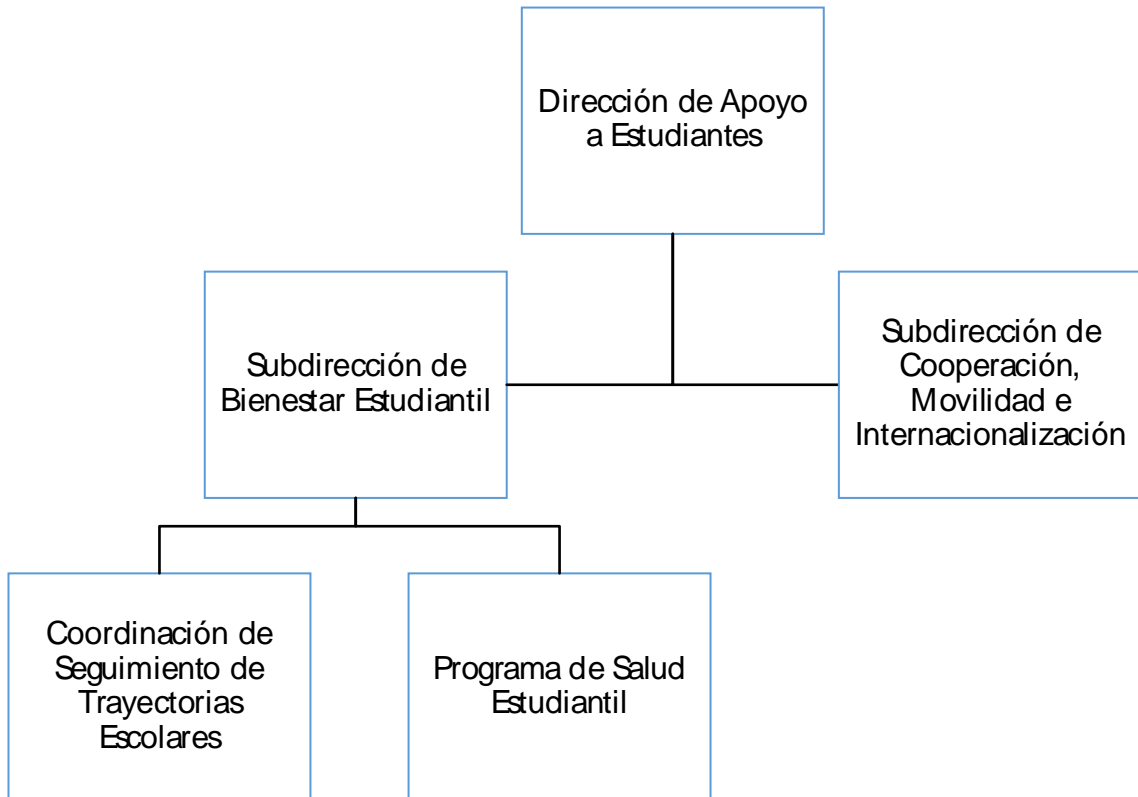 Dirección de Apoyo
a Estudiantes
Subdirección de
Bienestar Estudiantil
Subdirección de
Cooperación,
Movilidad e
Internacionalización
Coordinación de
Seguimiento de
Trayectorias
Escolares
Programa de Salud
Estudiantil